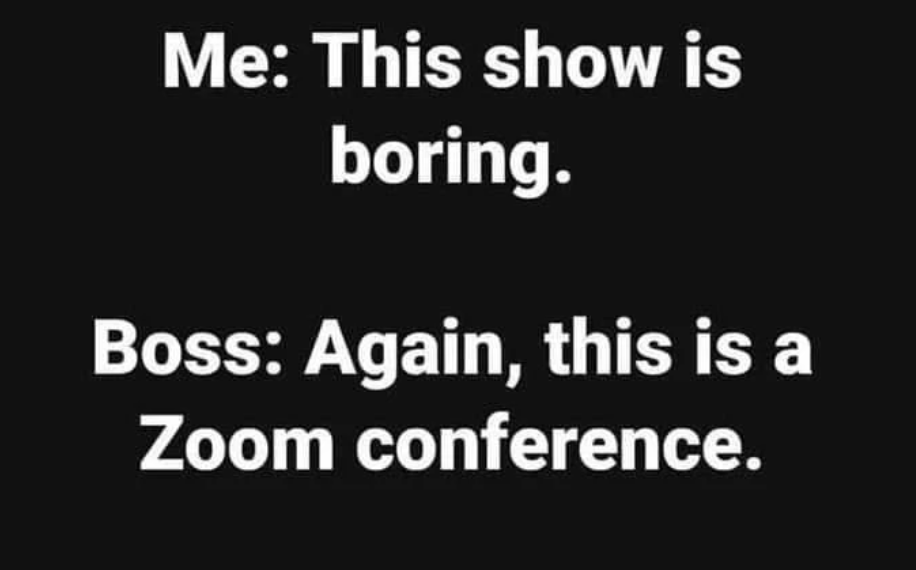 Me: This show is
boring.
Boss: Again, this is a
Zoom conference.